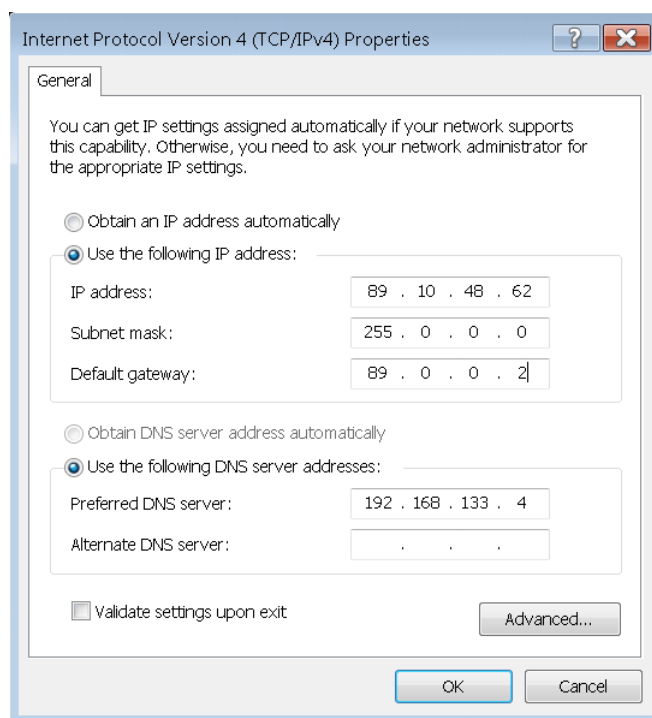 Internet Protocol Version 4 (TCP/IPv4) Properties
General
You can get IP settings assigned automatically if your network supports
this capability. Otherwise, you need to ask your network administrator for
the appropriate IP settings.
Obtain an IP address automatically
Use the following IP address:
IP address: 89 . 10 . 48 . 62
Subnet mask: 255 . 0 . 0 . 0
Default gateway: 89 . 0 . 0 . 2
Obtain DNS server address automatically
Use the following DNS server addresses:
Preferred DNS server: 192 . 168 . 133 . 4
Alternate DNS server: . . .
Validate settings upon exit
Advanced...
OK Cancel